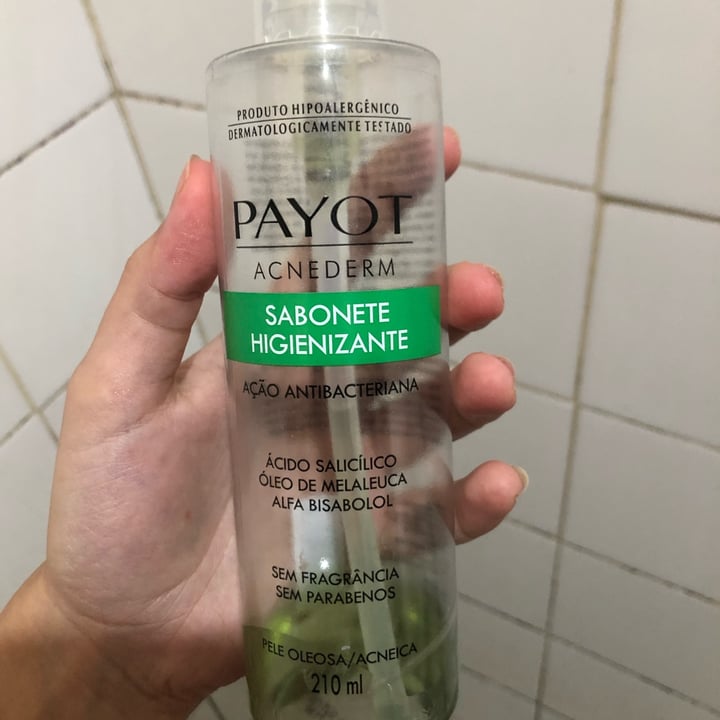 PRODUTO HIPOALERGÊNICO
DERMATOLOGICAMENTE TESTADO
PAYOT
ACNEDERM
SABONETE
HIGIENIZANTE
AÇÃO ANTIBACTERIANA
ÁCIDO SALICÍLICO
ÓLEO DE MELALEUCA
ALFA BISABOLOL
SEM FRAGRÂNCIA
SEM PARABENOS
PELE OLEOSA/ACNEICA
210 ml